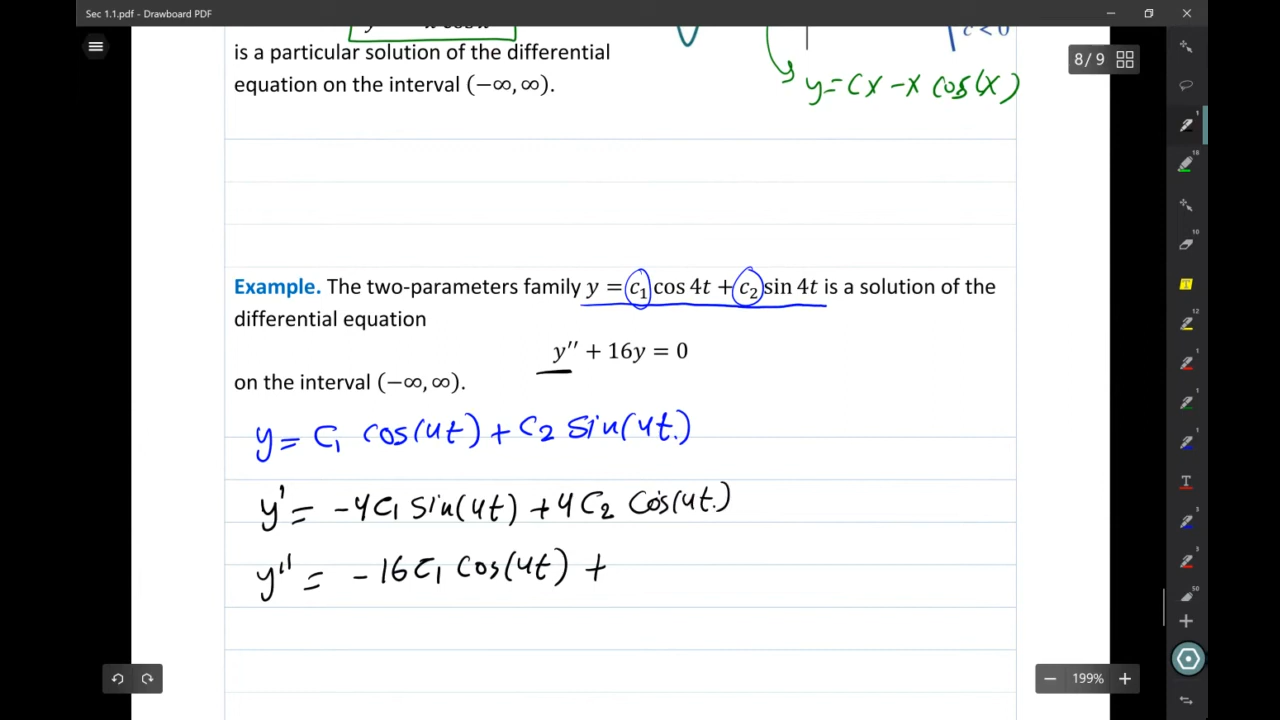 Sec 1.1.pdf - Drawboard PDF
is a particular solution of the differential
equation on the interval (−∞, ∞).
c < 0
y = cx − x cos(x)
8 / 9
Example. The two-parameters family y = c₁ cos 4t + c₂ sin 4t is a solution of the
differential equation
y′′ + 16y = 0
on the interval (−∞, ∞).
y = c₁ cos(4t) + c₂ sin(4t)
y' = -4c₁ sin(4t) + 4c₂ cos(4t)
y'' = -16c₁ cos(4t) +
199%